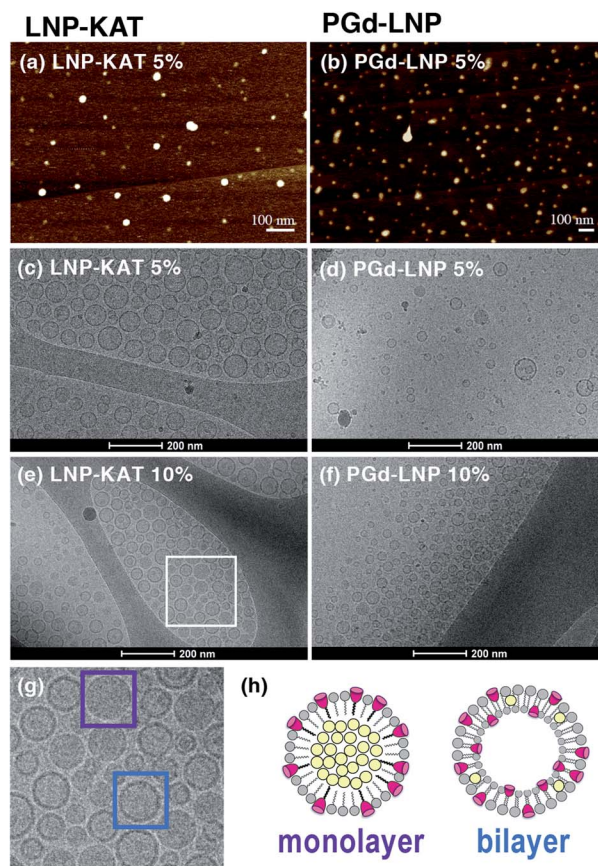 LNP-KAT
PGd-LNP
(a) LNP-KAT 5%
(b) PGd-LNP 5%
100 nm
100 nm
(c) LNP-KAT 5%
(d) PGd-LNP 5%
200 nm
200 nm
(e) LNP-KAT 10%
(f) PGd-LNP 10%
200 nm
200 nm
(g)
(h)
monolayer
bilayer